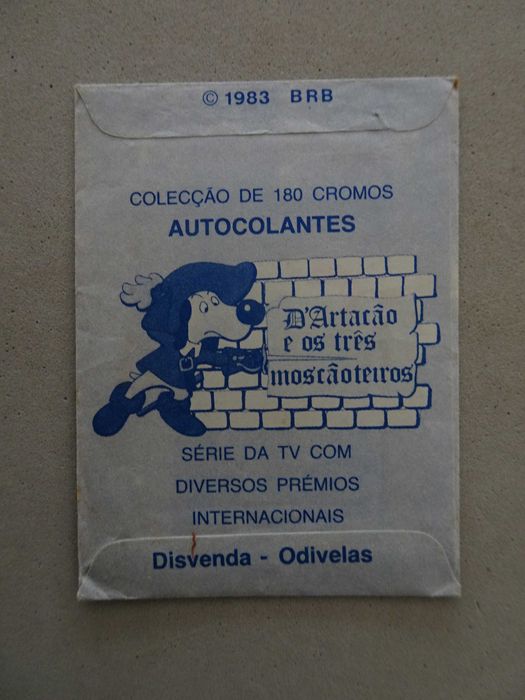 © 1983 BRB
COLECÇÃO DE 180 CROMOS
AUTOCOLANTES
D'Artacão
e os três
moscãoteiros
SÉRIE DA TV COM
DIVERSOS PRÉMIOS
INTERNACIONAIS
Disvenda - Odivelas